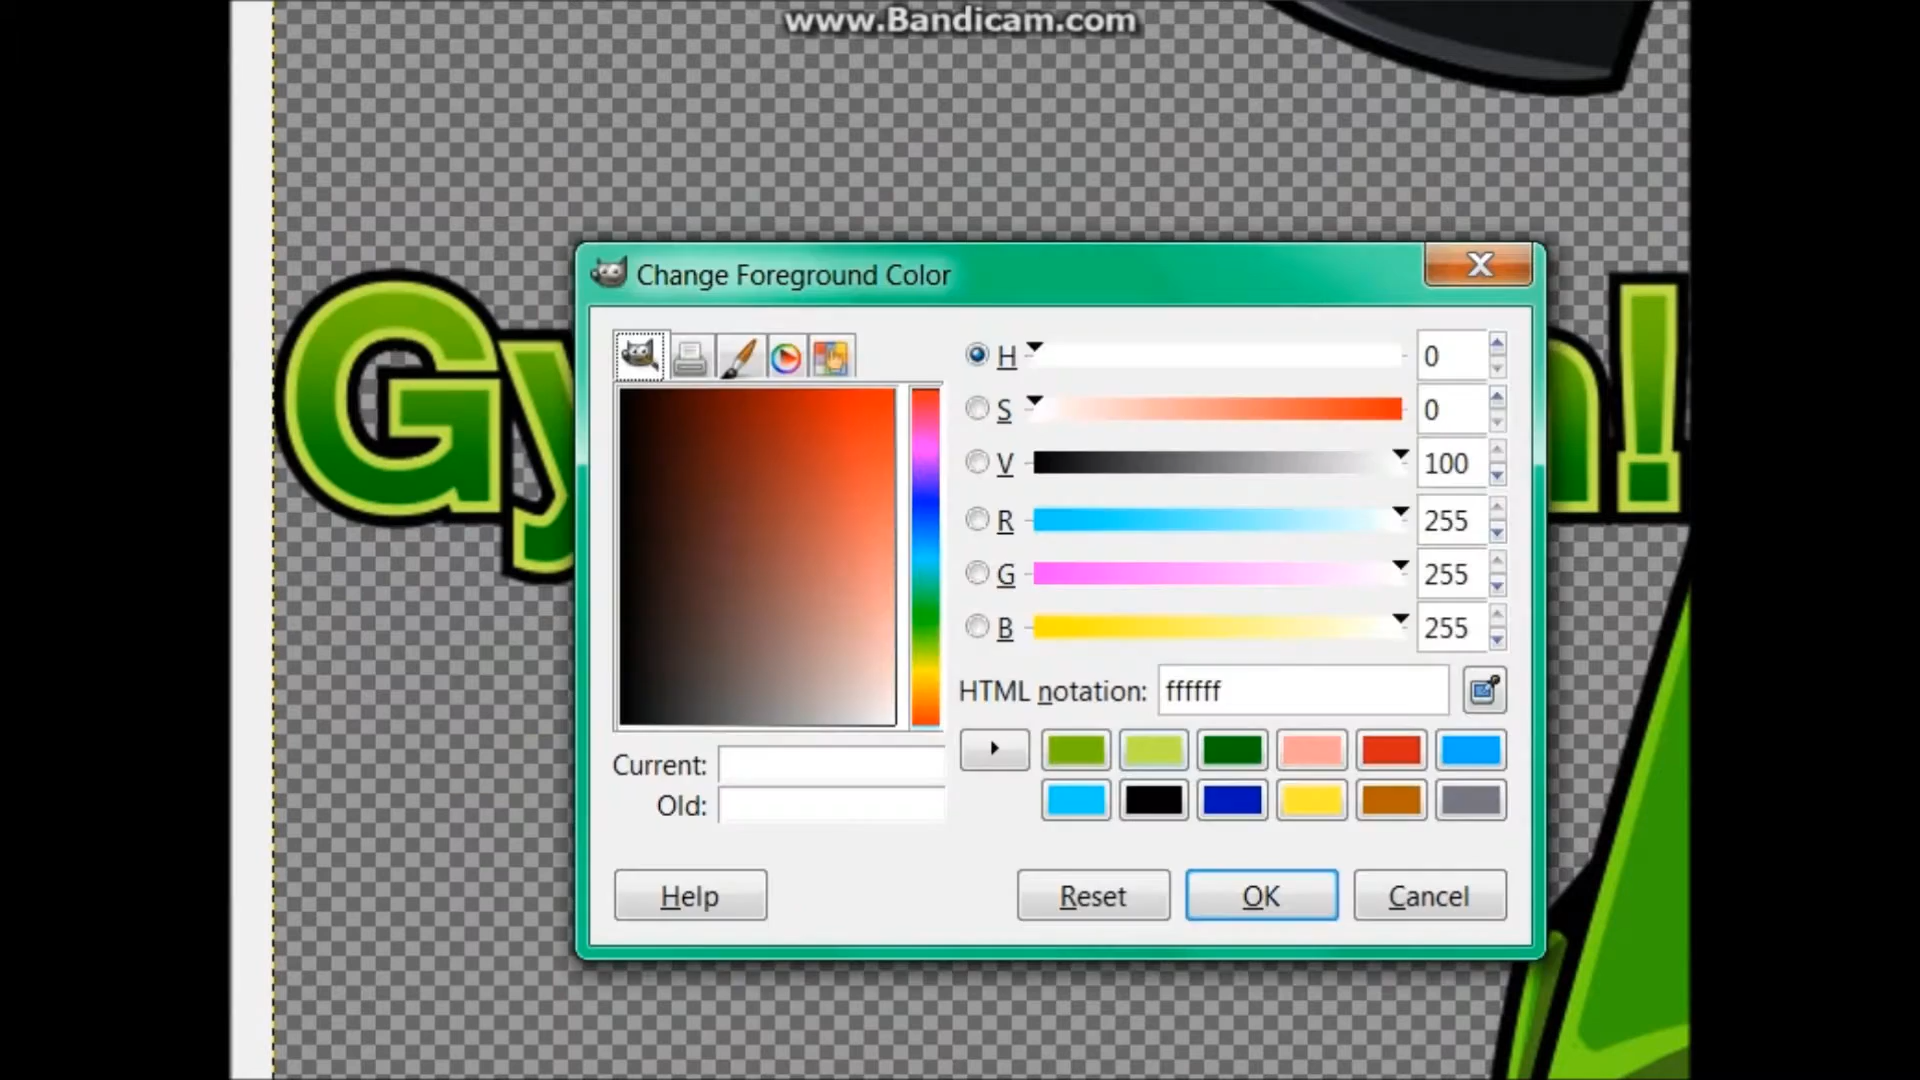 www.Bandicam.com
Gy
n!
Change Foreground Color
H 0
S 0
V 100
R 255
G 255
B 255
HTML notation: ffffff
Current:
Old:
Help Reset OK Cancel